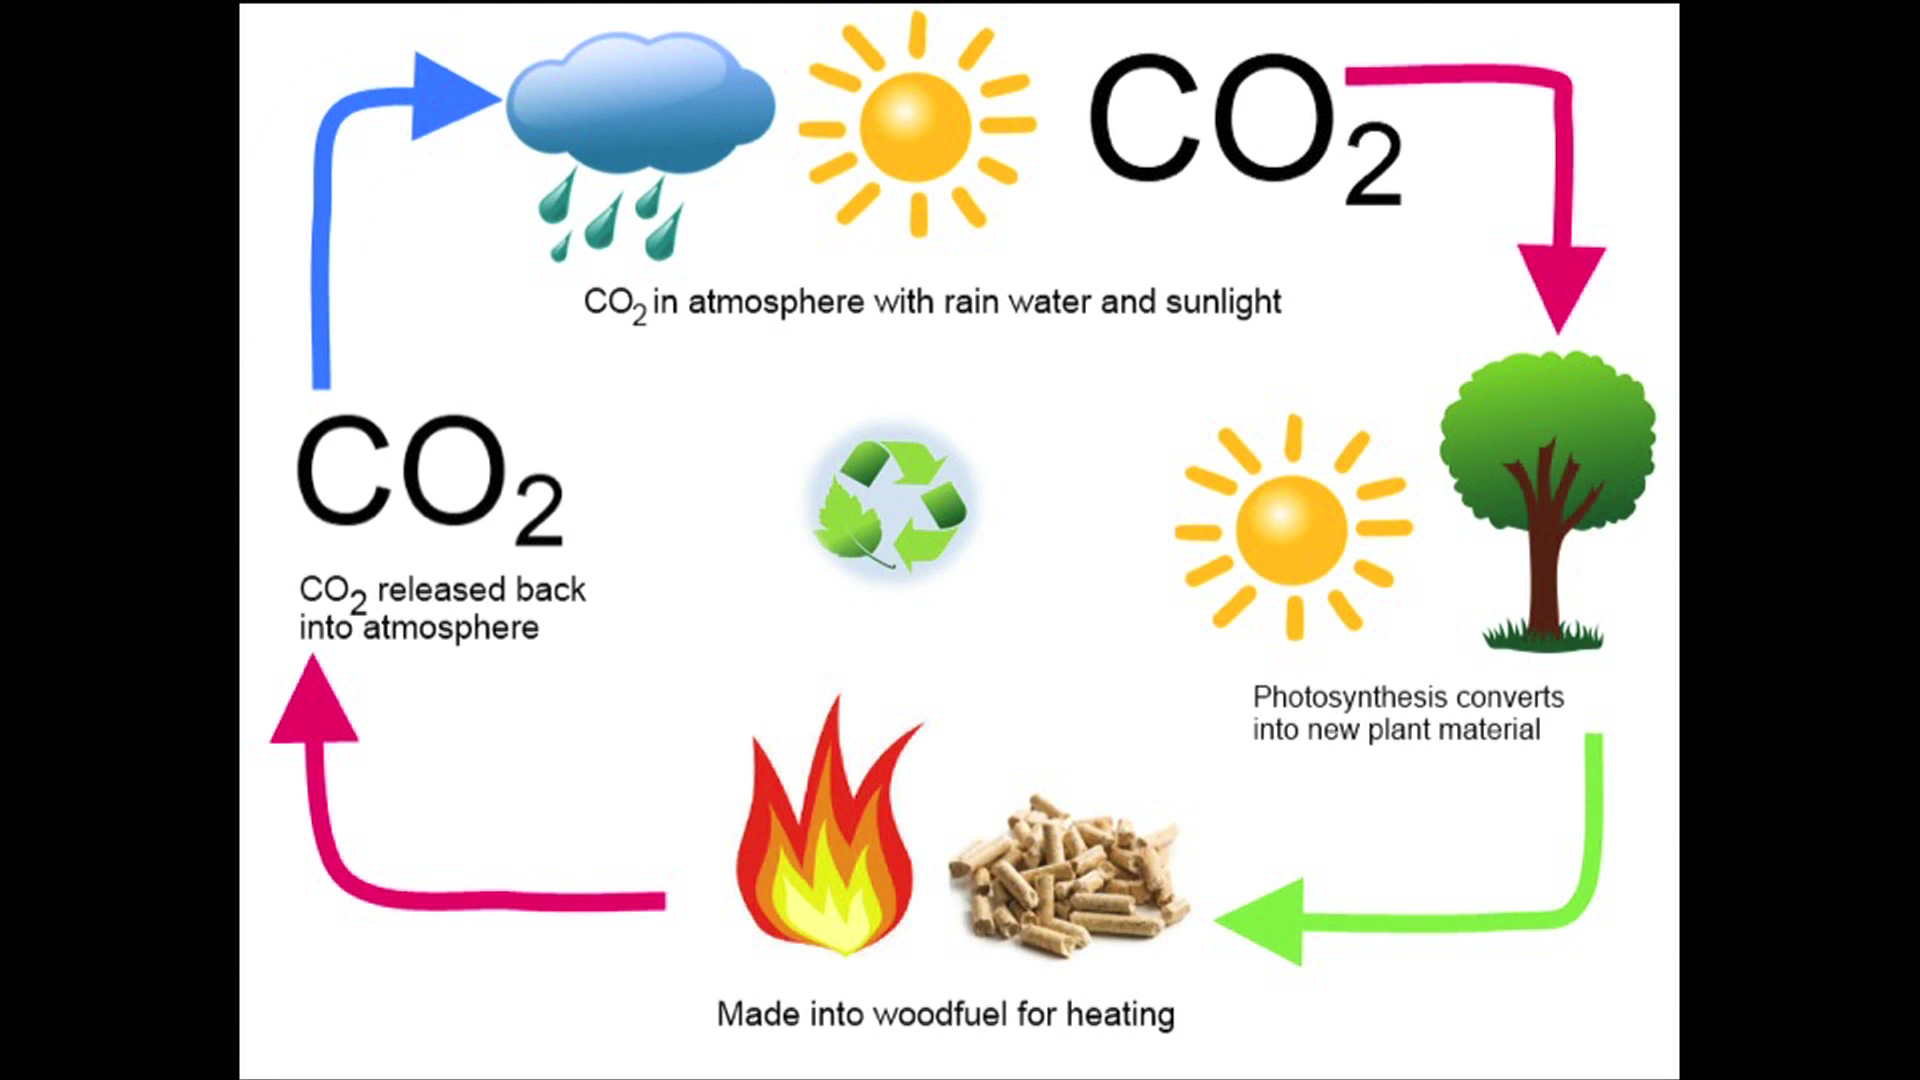 CO₂
CO₂ in atmosphere with rain water and sunlight
CO₂
CO₂ released back
into atmosphere
Photosynthesis converts
into new plant material
Made into woodfuel for heating